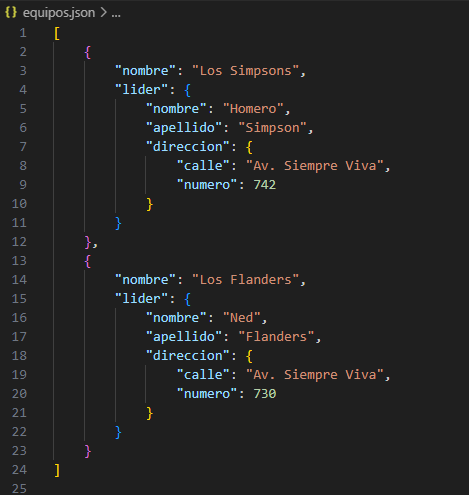 {} equipos.json > ...
1 [
2     {
3         "nombre": "Los Simpsons",
4         "lider": {
5             "nombre": "Homero",
6             "apellido": "Simpson",
7             "direccion": {
8                 "calle": "Av. Siempre Viva",
9                 "numero": 742
10             }
11         }
12     },
13     {
14         "nombre": "Los Flanders",
15         "lider": {
16             "nombre": "Ned",
17             "apellido": "Flanders",
18             "direccion": {
19                 "calle": "Av. Siempre Viva",
20                 "numero": 730
21             }
22         }
23     }
24 ]
25